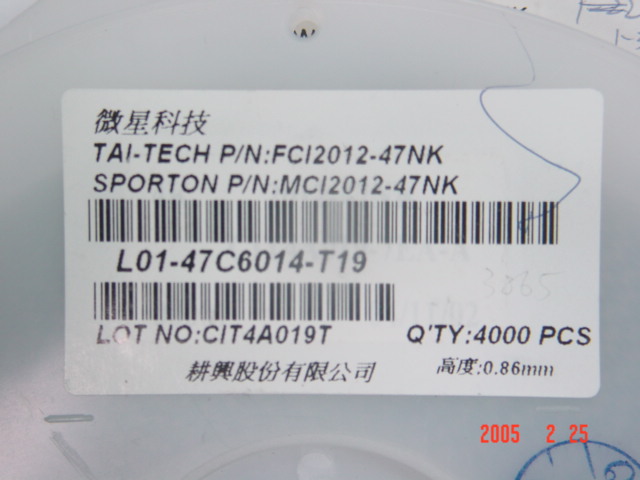 微星科技
TAI-TECH P/N:FCI2012-47NK
SPORTON P/N:MCI2012-47NK
L01-47C6014-T19
3865
LOT NO:CIT4A019T Q'TY:4000 PCS
耕興股份有限公司 高度:0.86mm
2005 2 25